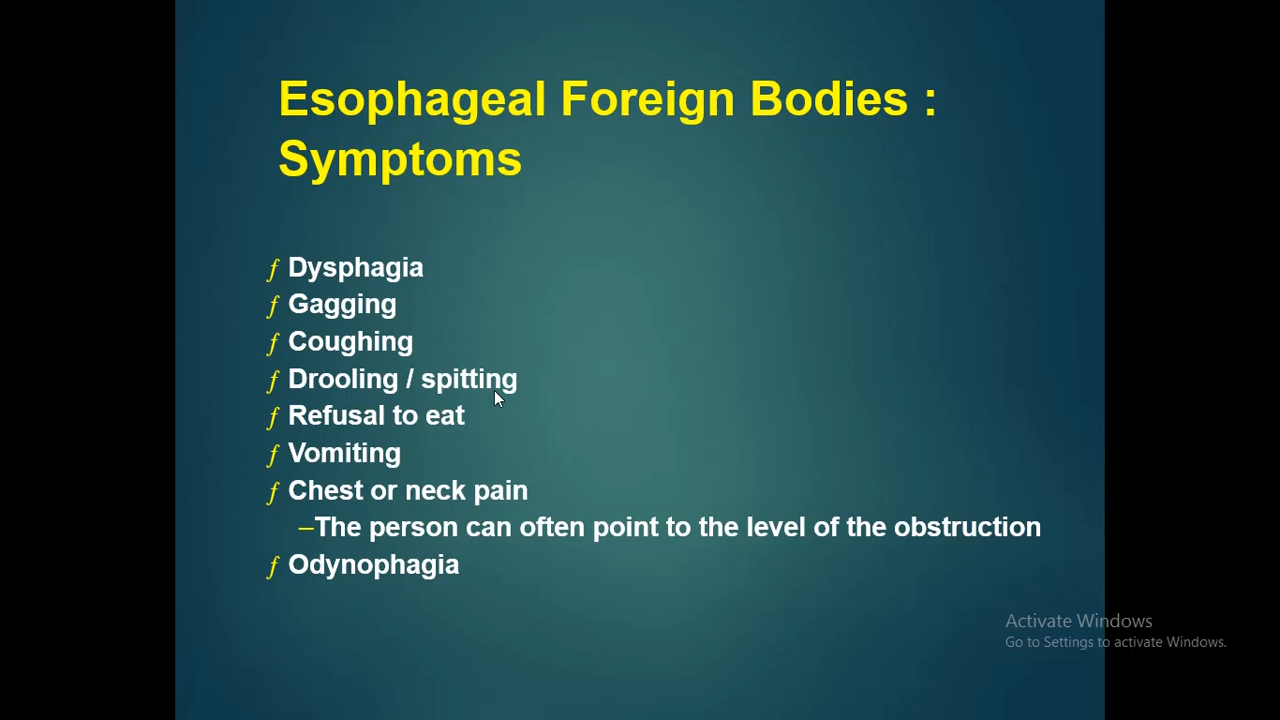 Esophageal Foreign Bodies :
Symptoms
ƒ Dysphagia
ƒ Gagging
ƒ Coughing
ƒ Drooling / spitting
ƒ Refusal to eat
ƒ Vomiting
ƒ Chest or neck pain
–The person can often point to the level of the obstruction
ƒ Odynophagia
Activate Windows
Go to Settings to activate Windows.